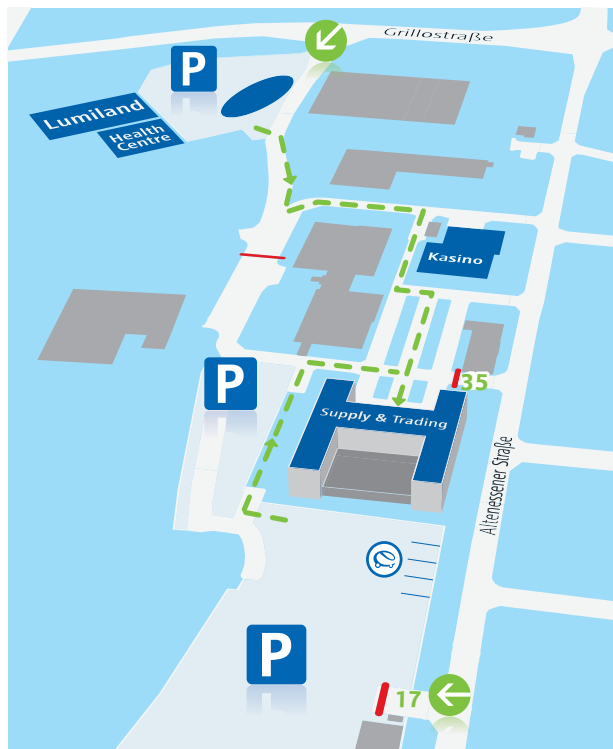 Grillostraße
P
Lumiland
Health
Centre
Kasino
P
35
Supply & Trading
Altenessener Straße
P
17